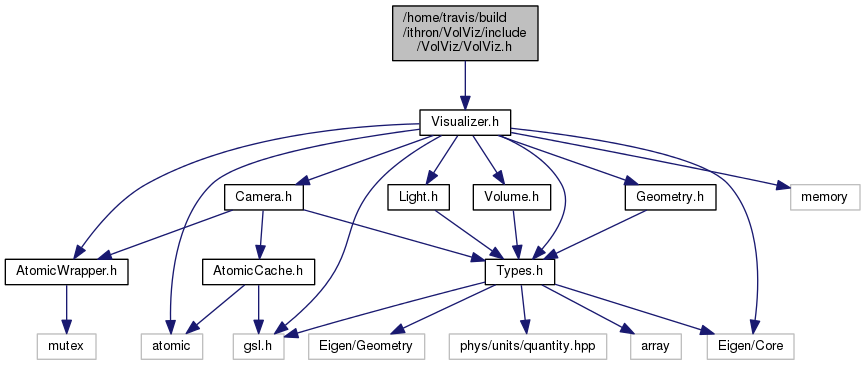 /home/travis/build
/ithron/VolViz/include
/VolViz/VolViz.h
Visualizer.h
Camera.h
Light.h
Volume.h
Geometry.h
memory
AtomicWrapper.h
AtomicCache.h
Types.h
mutex
atomic
gsl.h
Eigen/Geometry
phys/units/quantity.hpp
array
Eigen/Core